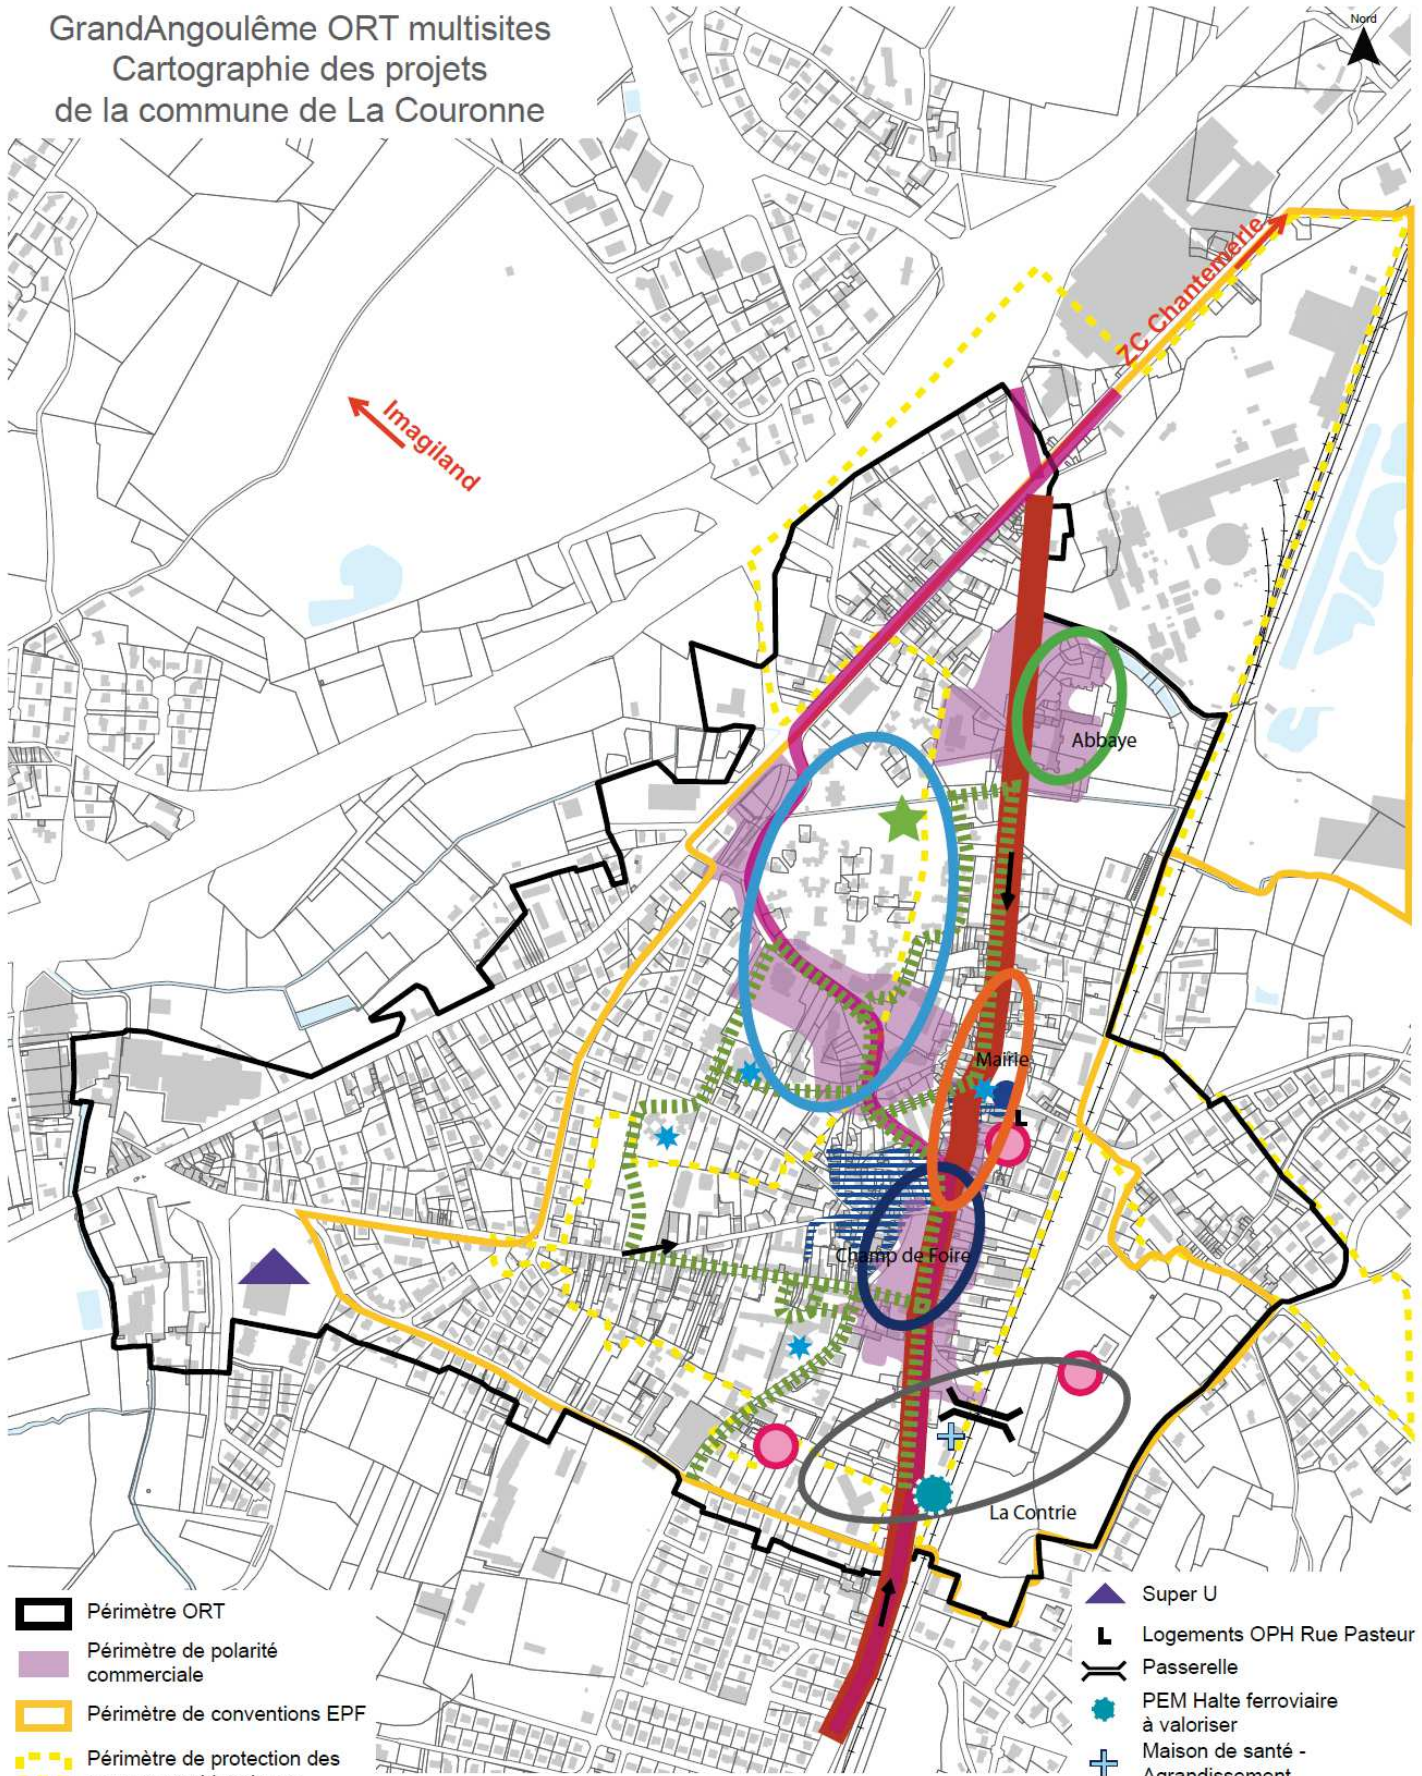 GrandAngoulême ORT multisites
Cartographie des projets
de la commune de La Couronne
Nord
ZC Chantemerle
Imagiland
Abbaye
Mairie
L
Champ de Foire
La Contrie
Périmètre ORT
Périmètre de polarité
commerciale
Périmètre de conventions EPF
Périmètre de protection des
Super U
L Logements OPH Rue Pasteur
Passerelle
PEM Halte ferroviaire
à valoriser
Maison de santé -
Agrandissement